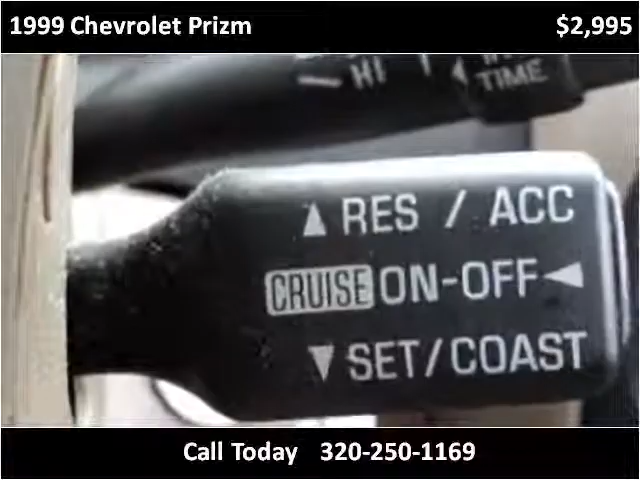 1999 Chevrolet Prizm $2,995
HI
TIME
▲ RES / ACC
CRUISE ON-OFF ◄
▼ SET/COAST
Call Today 320-250-1169